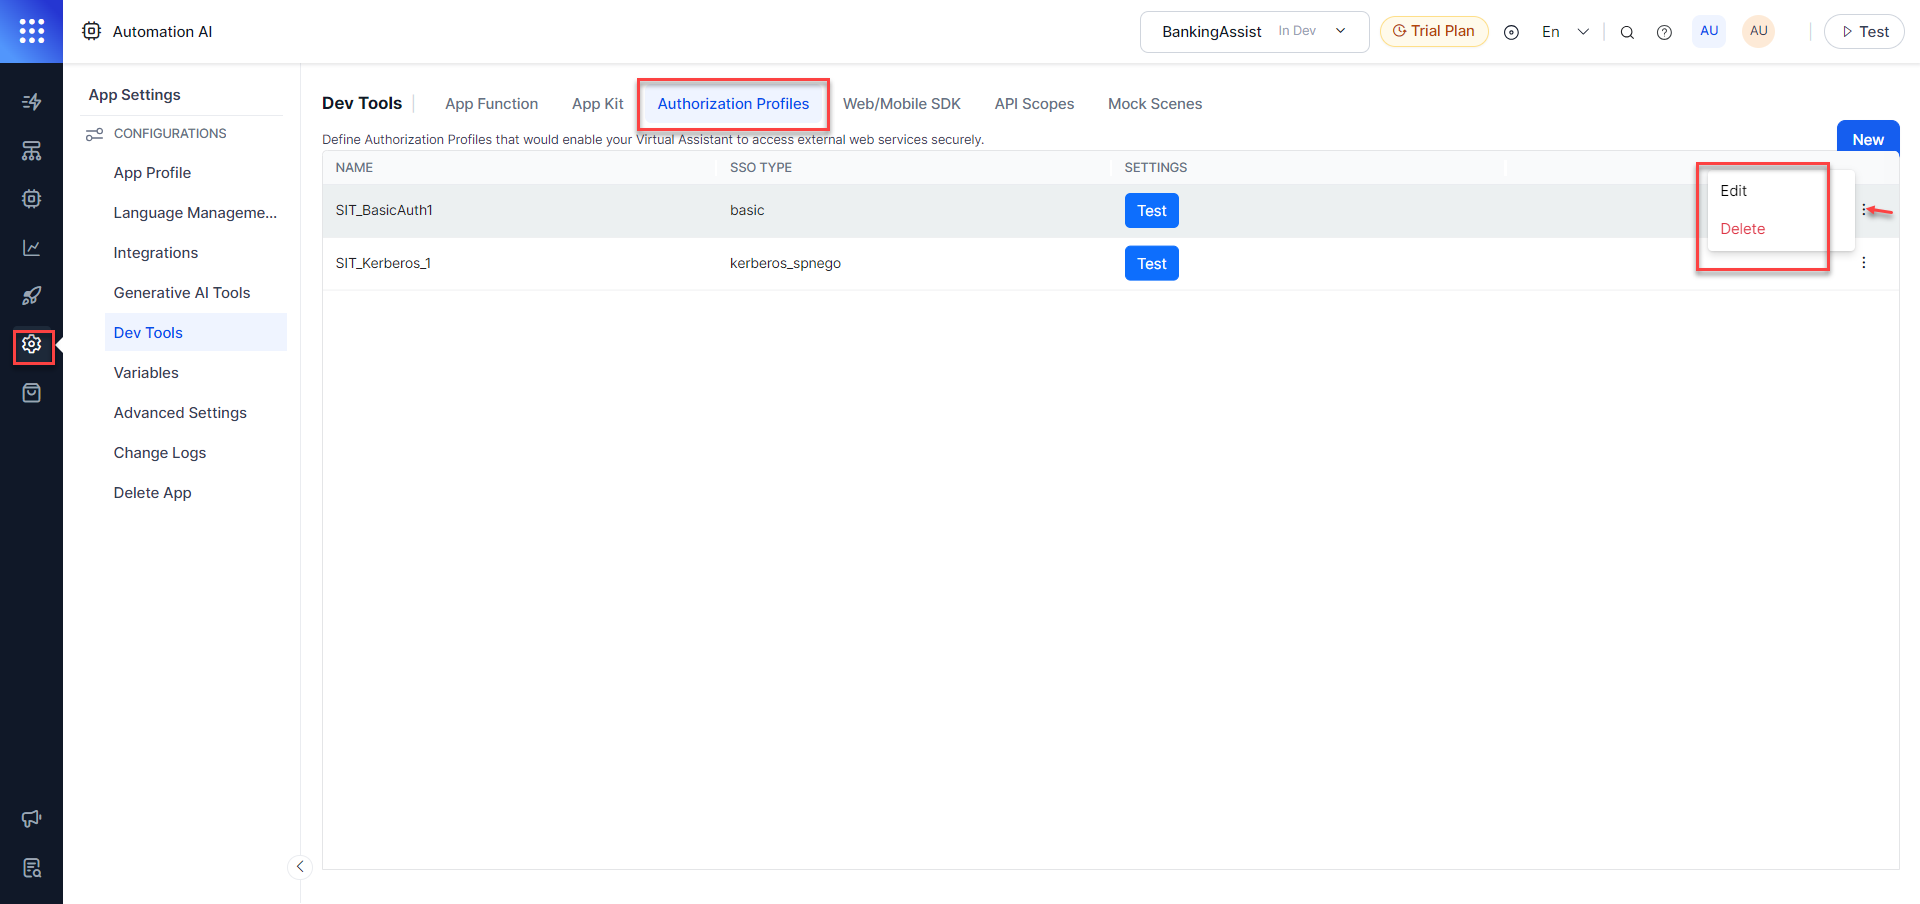 Automation AI
BankingAssist In Dev
Trial Plan
En
AU
AU
Test
App Settings
CONFIGURATIONS
App Profile
Language Manageme...
Integrations
Generative AI Tools
Dev Tools
Variables
Advanced Settings
Change Logs
Delete App
Dev Tools
App Function
App Kit
Authorization Profiles
Web/Mobile SDK
API Scopes
Mock Scenes
Define Authorization Profiles that would enable your Virtual Assistant to access external web services securely.
New
NAME SSO TYPE SETTINGS
SIT_BasicAuth1 basic Test
Edit
Delete
SIT_Kerberos_1 kerberos_spnego Test